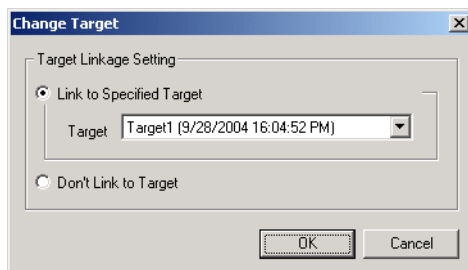 Change Target
Target Linkage Setting
Link to Specified Target
Target Target1 (9/28/2004 16:04:52 PM)
Don't Link to Target
OK Cancel